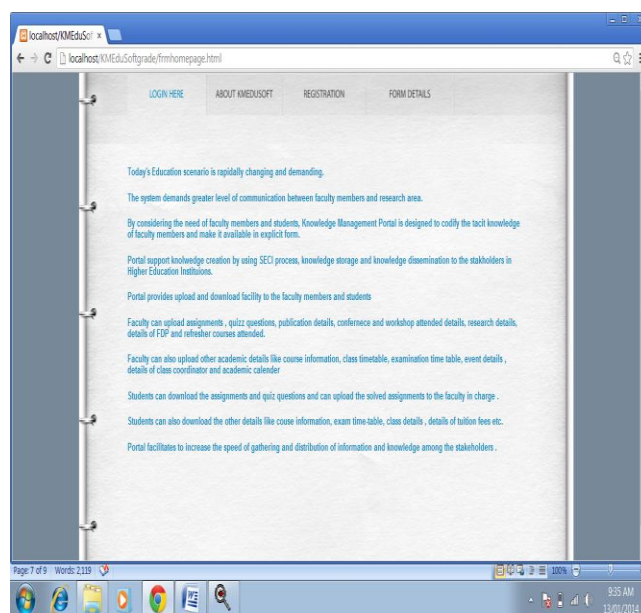 localhost/KMEduSof
localhost/KMEduSoftgrade/frmhomepage.html
LOGIN HERE ABOUT KMEDUSOFT REGISTRATION FORM DETAILS
Today's Education scenario is rapidally changing and demanding.
The system demands greater level of communication between faculty members and research area.
By considering the need of faculty members and students, Knowledge Management Portal is designed to codify the tacit knowledge
of faculty members and make it available in explicit form.
Portal support knolwedge creation by using SECI process, knowledge storage and knowledge dissemination to the stakholders in
Higher Education Instituions.
Portal provides upload and download facility to the faculty members and students
Faculty can upload assignments , quizz questions, publication details, confernece and workshop attended details, research details,
details of FDP and refresher courses attended.
Faculty can also upload other academic details like course information, class timetable, examination time table, event details ,
details of class coordinator and academic calender
Students can download the assignments and quiz questions and can upload the solved assignments to the faculty in charge .
Students can also download the other details like couse information, exam time-table, class details , details of tuition fees etc.
Portal facilitates to increase the speed of gathering and distribution of information and knowledge among the stakeholders .
Page: 7 of 9 Words: 2,119 100%
9:35 AM
13/01/2014